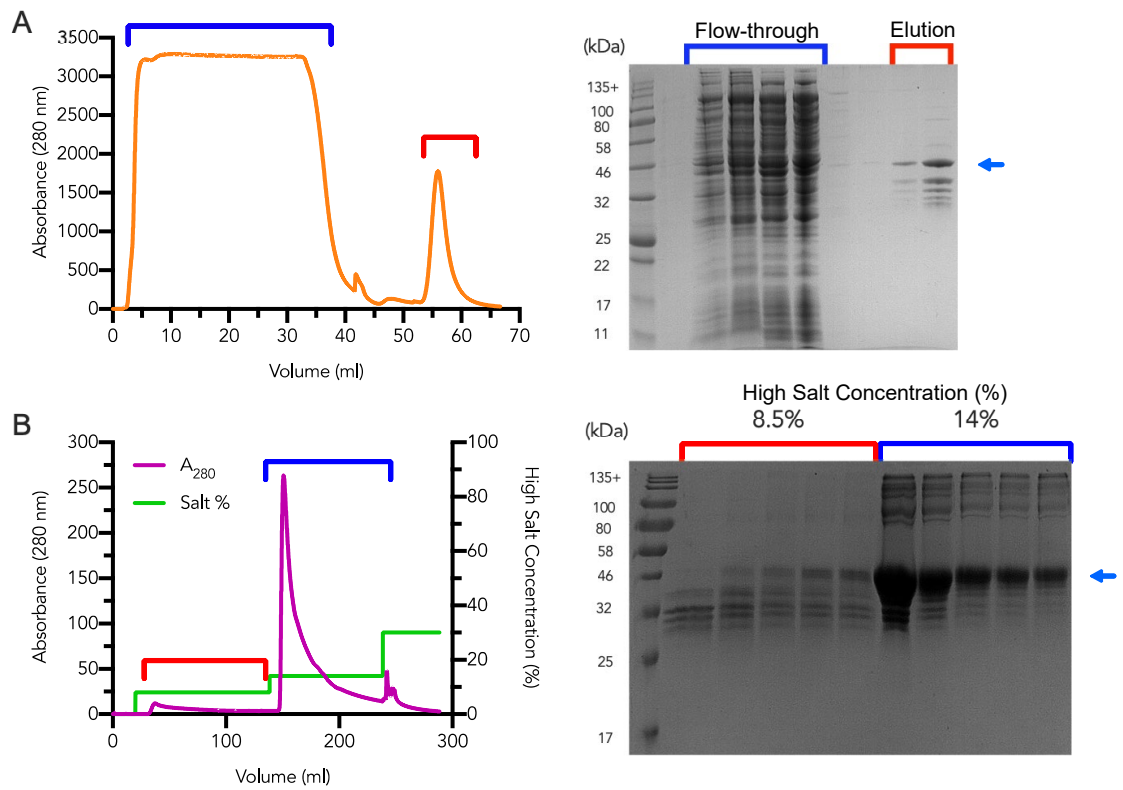 A
Absorbance (280 nm)
3500
3000
2500
2000
1500
1000
500
0
0 10 20 30 40 50 60 70
Volume (ml)
Flow-through Elution
(kDa)
135+
100
80
58
46
32
25
22
17
11
B
Absorbance (280 nm)
300
250
200
150
100
50
0
A280
Salt %
100
80
60
40
20
0
High Salt Concentration (%)
0 100 200 300
Volume (ml)
High Salt Concentration (%)
8.5% 14%
(kDa)
135+
100
80
58
46
32
25
17